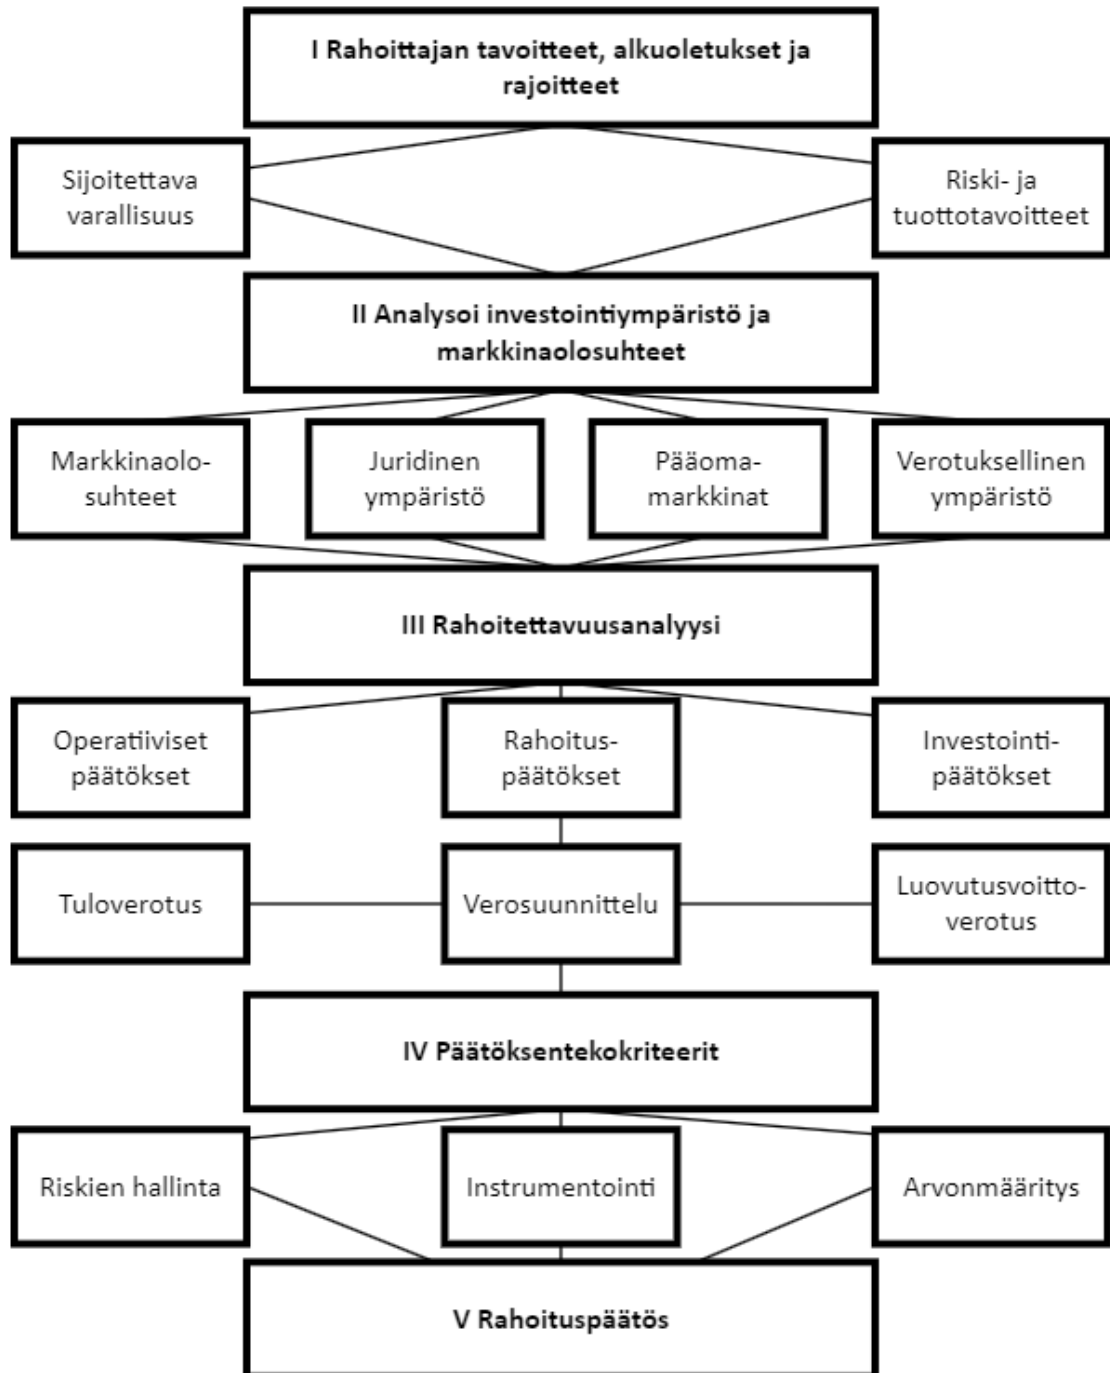 I Rahoittajan tavoitteet, alkuoletukset ja
rajoitteet
Sijoitettava
varallisuus
Riski- ja
tuottotavoitteet
II Analysoi investointiympäristö ja
markkinaolosuhteet
Markkinaolo-
suhteet
Juridinen
ympäristö
Pääoma-
markkinat
Verotuksellinen
ympäristö
III Rahoitettavuusanalyysi
Operatiiviset
päätökset
Rahoitus-
päätökset
Investointi-
päätökset
Tuloverotus
Verosuunnittelu
Luovutusvoitto-
verotus
IV Päätöksentekokriteerit
Riskien hallinta
Instrumentointi
Arvonmääritys
V Rahoituspäätös